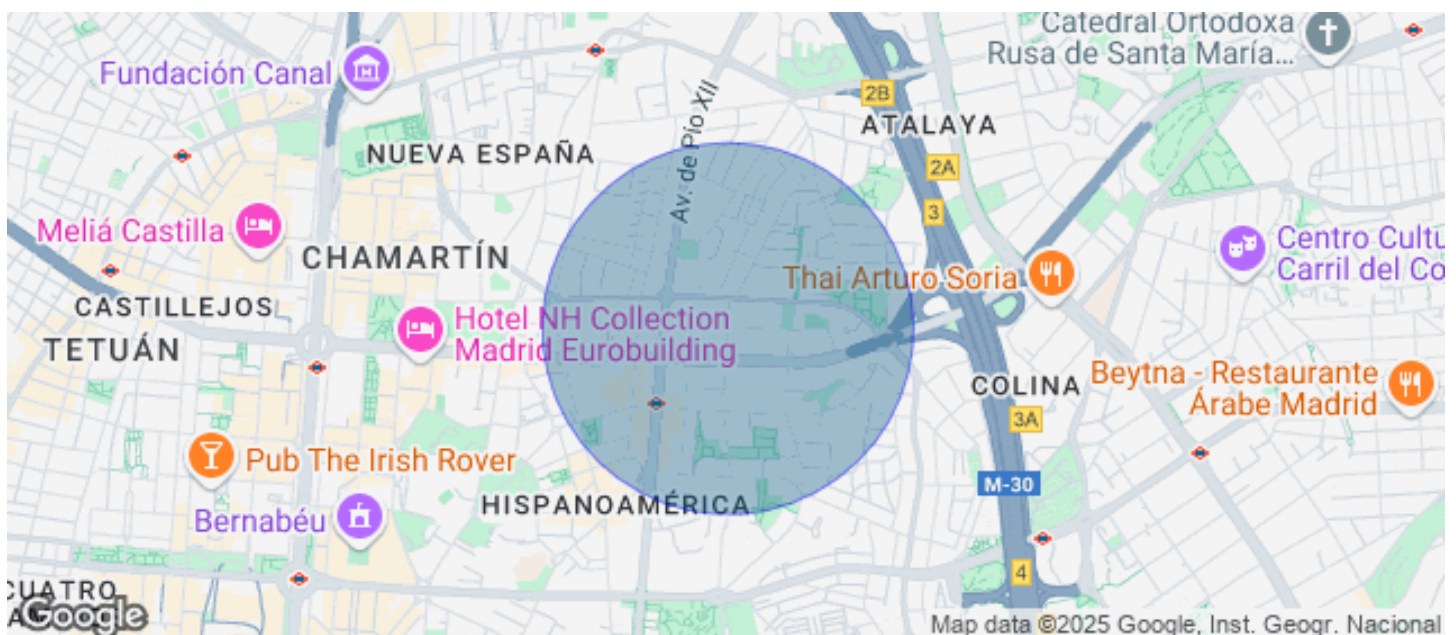 Catedral Ortodoxa
Rusa de Santa María...
Fundación Canal
Av. de Pío XII
2B
ATALAYA
NUEVA ESPAÑA
2A
3
Meliá Castilla
CHAMARTÍN
Centro Cultu
Carril del Co
Thai Arturo Soria
CASTILLEJOS
TETUÁN
Hotel NH Collection
Madrid Eurobuilding
COLINA
Beytna - Restaurante
Árabe Madrid
3A
Pub The Irish Rover
M-30
HISPANOAMÉRICA
Bernabéu
4
CUATRO
Google
Map data ©2025 Google, Inst. Geogr. Nacional